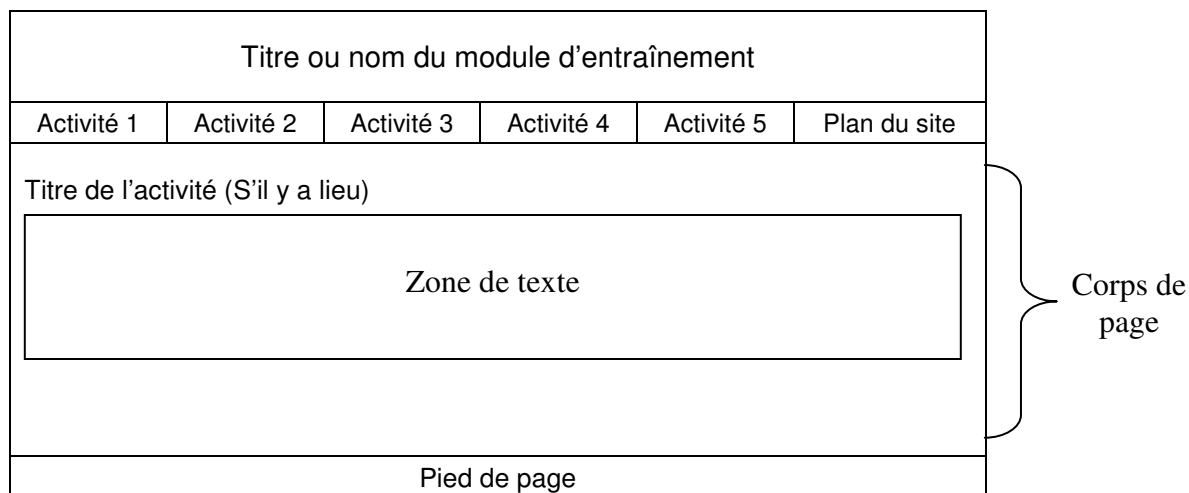 Titre ou nom du module d’entraînement
Activité 1 Activité 2 Activité 3 Activité 4 Activité 5 Plan du site
Titre de l’activité (S’il y a lieu)
Zone de texte
Corps de
page
Pied de page